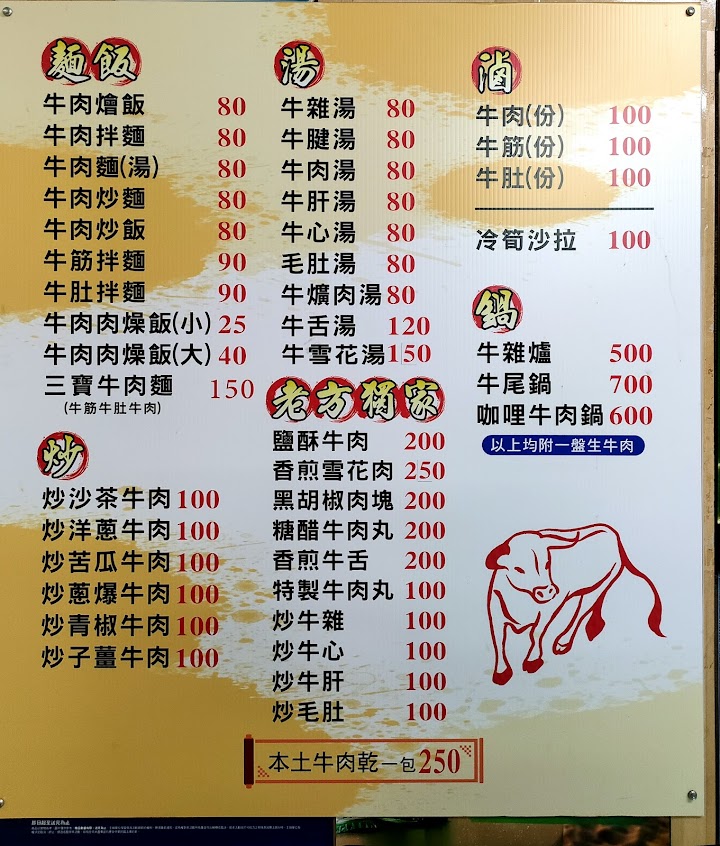 麵飯
牛肉燴飯 80
牛肉拌麵 80
牛肉麵(湯) 80
牛肉炒麵 80
牛肉炒飯 80
牛筋拌麵 90
牛肚拌麵 90
牛肉肉燥飯(小) 25
牛肉肉燥飯(大) 40
三寶牛肉麵 150
(牛筋牛肚牛肉)
炒
炒沙茶牛肉 100
炒洋蔥牛肉 100
炒苦瓜牛肉 100
炒蔥爆牛肉 100
炒青椒牛肉 100
炒子薑牛肉 100
湯
牛雜湯 80
牛腱湯 80
牛肉湯 80
牛肝湯 80
牛心湯 80
毛肚湯 80
牛爌肉湯 80
牛舌湯 120
牛雪花湯 150
老方獨家
鹽酥牛肉 200
香煎雪花肉 250
黑胡椒肉塊 200
糖醋牛肉丸 200
香煎牛舌 200
特製牛肉丸 100
炒牛雜 100
炒牛心 100
炒牛肝 100
炒毛肚 100
滷
牛肉(份) 100
牛筋(份) 100
牛肚(份) 100
冷筍沙拉 100
鍋
牛雜爐 500
牛尾鍋 700
咖哩牛肉鍋 600
以上均附一盤生牛肉
本土牛肉乾一包250